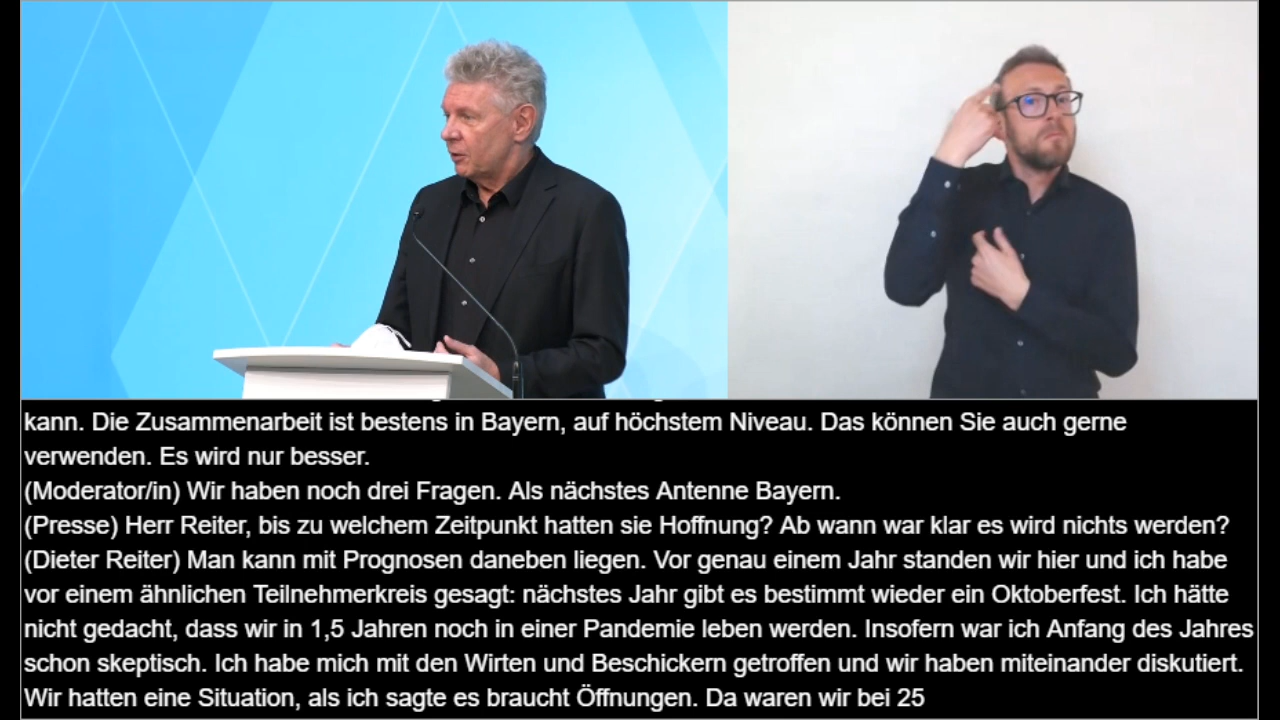 kann. Die Zusammenarbeit ist bestens in Bayern, auf höchstem Niveau. Das können Sie auch gerne
verwenden. Es wird nur besser.
(Moderator/in) Wir haben noch drei Fragen. Als nächstes Antenne Bayern.
(Presse) Herr Reiter, bis zu welchem Zeitpunkt hatten sie Hoffnung? Ab wann war klar es wird nichts werden?
(Dieter Reiter) Man kann mit Prognosen daneben liegen. Vor genau einem Jahr standen wir hier und ich habe
vor einem ähnlichen Teilnehmerkreis gesagt: nächstes Jahr gibt es bestimmt wieder ein Oktoberfest. Ich hätte
nicht gedacht, dass wir in 1,5 Jahren noch in einer Pandemie leben werden. Insofern war ich Anfang des Jahres
schon skeptisch. Ich habe mich mit den Wirten und Beschickern getroffen und wir haben miteinander diskutiert.
Wir hatten eine Situation, als ich sagte es braucht Öffnungen. Da waren wir bei 25